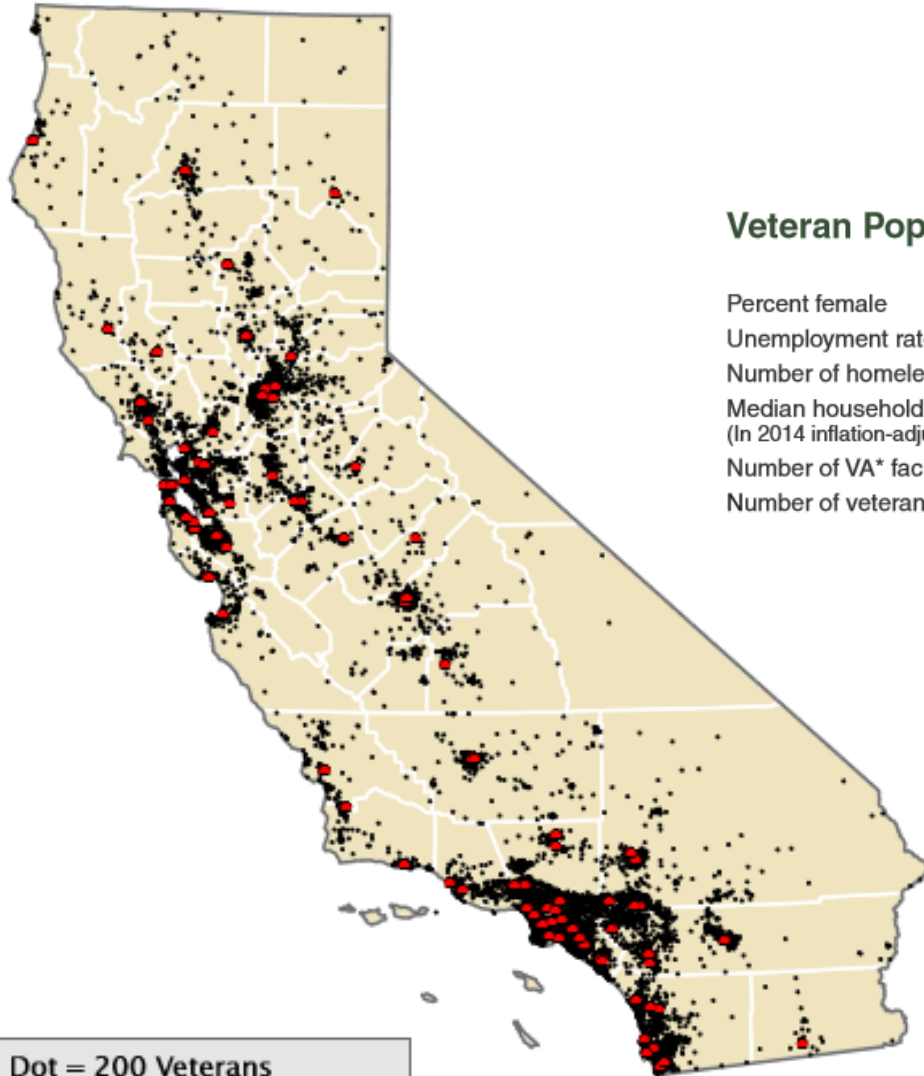 Veteran Pop
Percent female
Unemployment rat
Number of homele
Median household
(In 2014 inflation-adj
Number of VA* fac
Number of veteran
Dot = 200 Veterans